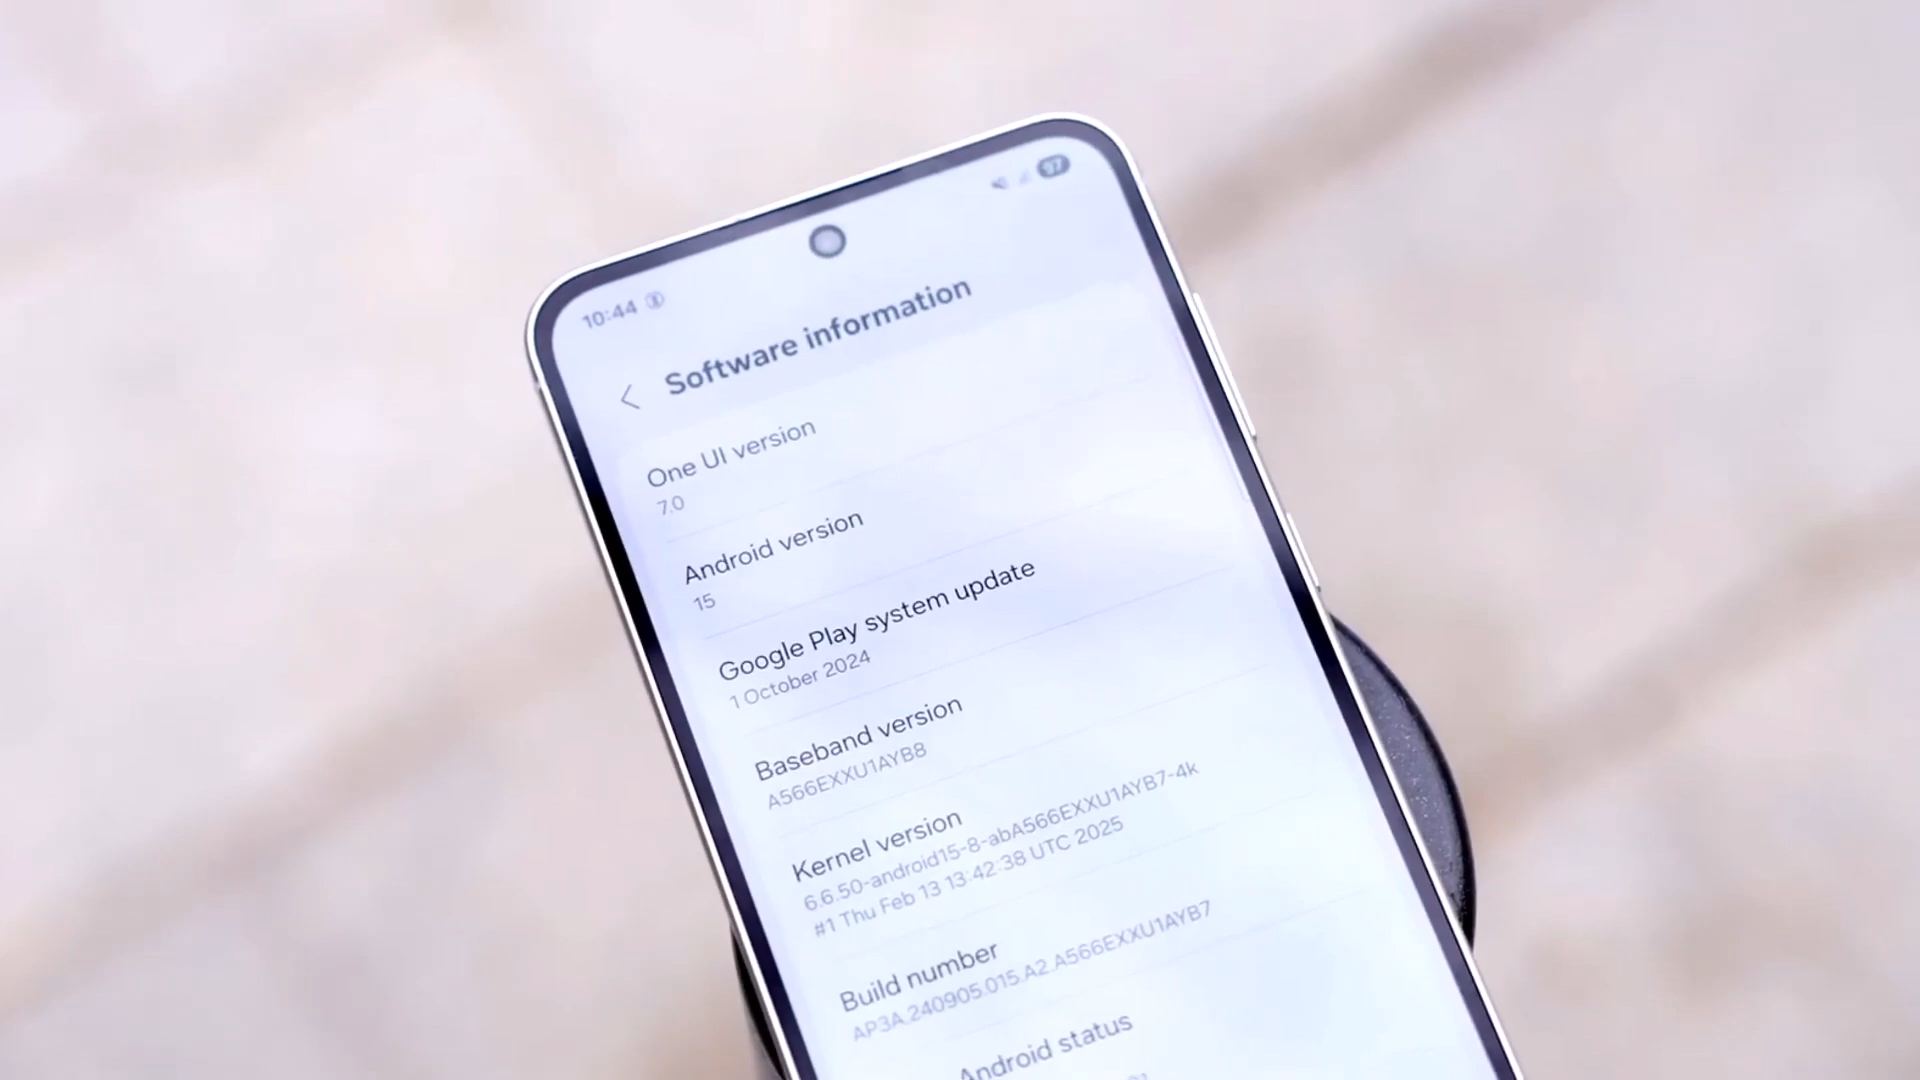 10:44
97
Software information
One UI version
7.0
Android version
15
Google Play system update
1 October 2024
Baseband version
A566EXXU1AYB8
Kernel version
6.6.50-android15-8-abA566EXXU1AYB7-4k
#1 Thu Feb 13 13:42:38 UTC 2025
Build number
AP3A.240905.015.A2.A566EXXU1AYB7
Android status